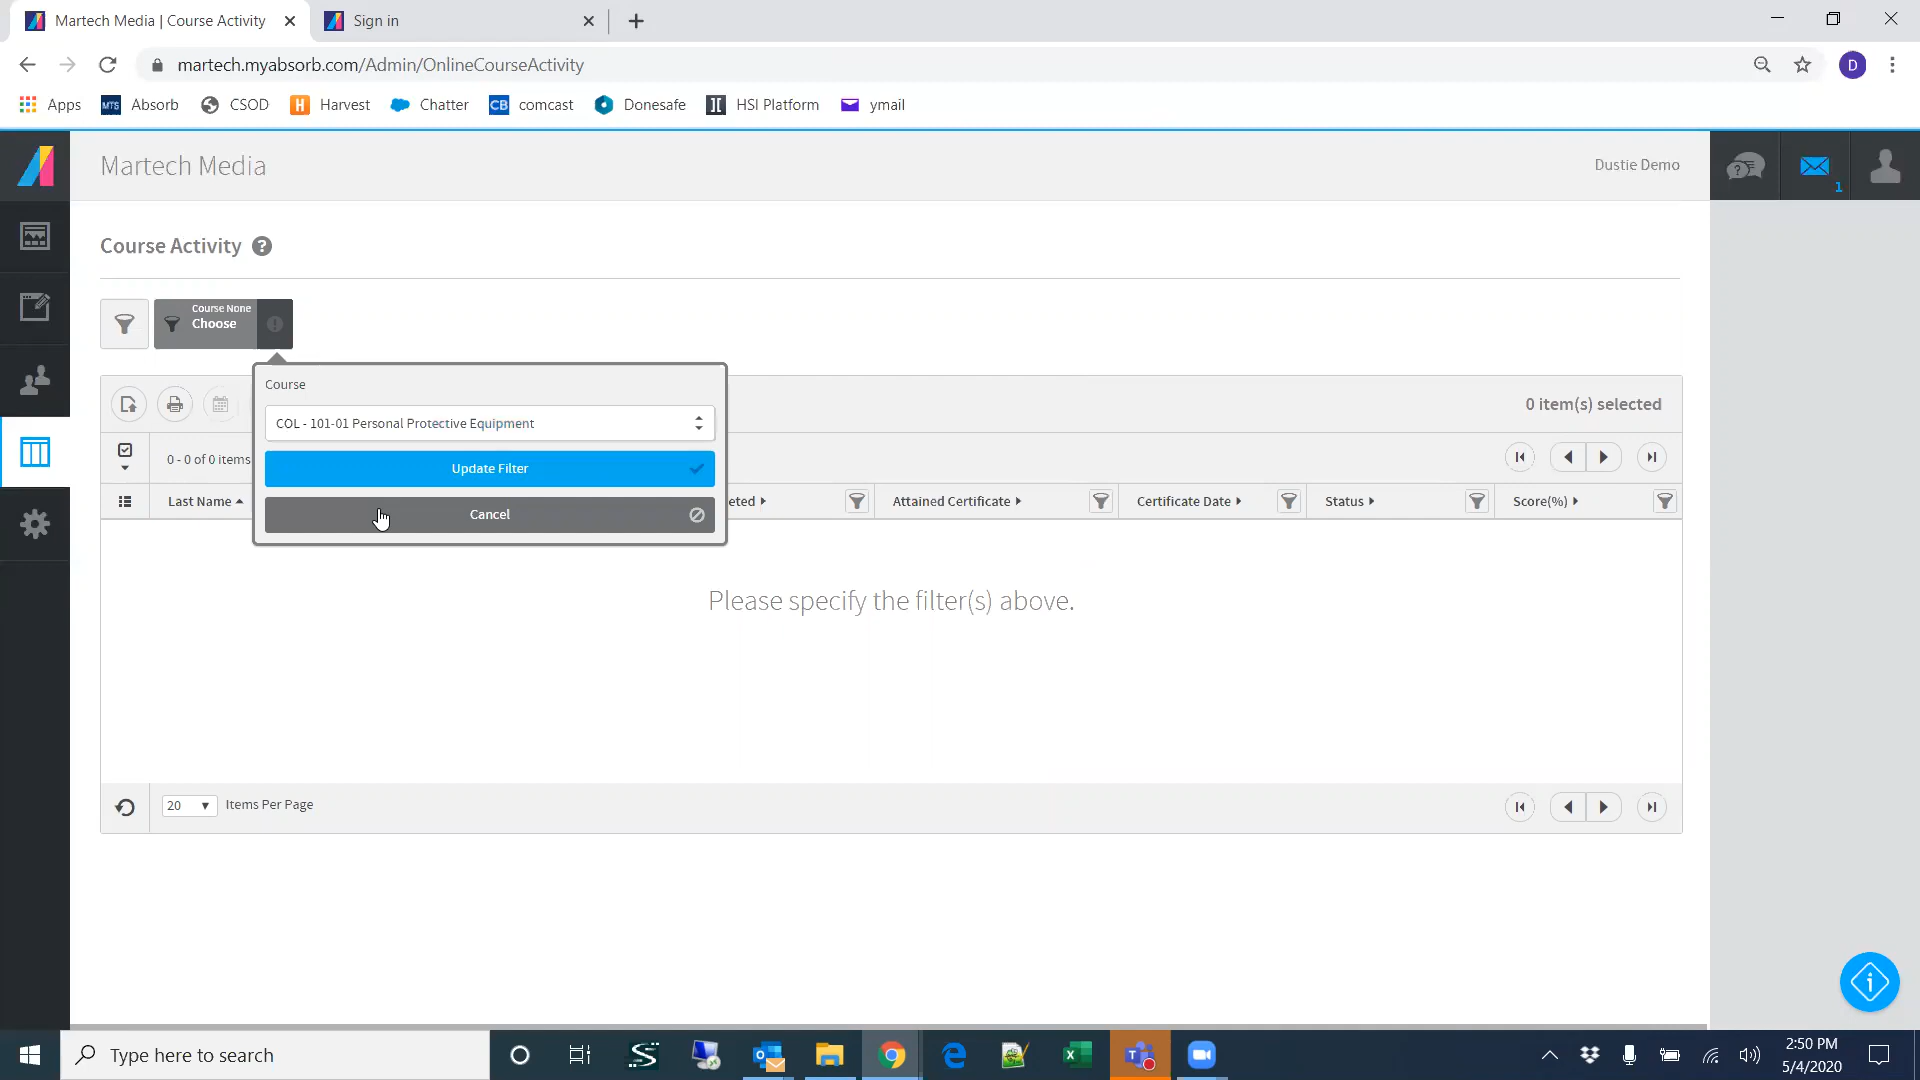 Martech Media | Course Activity
Sign in
martech.myabsorb.com/Admin/OnlineCourseActivity
D
Apps
MTS Absorb
CSOD
H Harvest
Chatter
CB comcast
Donesafe
HSI Platform
ymail
Martech Media
Dustie Demo
1
Course Activity ?
Course None
Choose
Course
COL - 101-01 Personal Protective Equipment
Update Filter
Cancel
0 item(s) selected
0 - 0 of 0 items
Last Name
eted
Attained Certificate
Certificate Date
Status
Score(%)
Please specify the filter(s) above.
20
Items Per Page
Type here to search
2:50 PM
5/4/2020